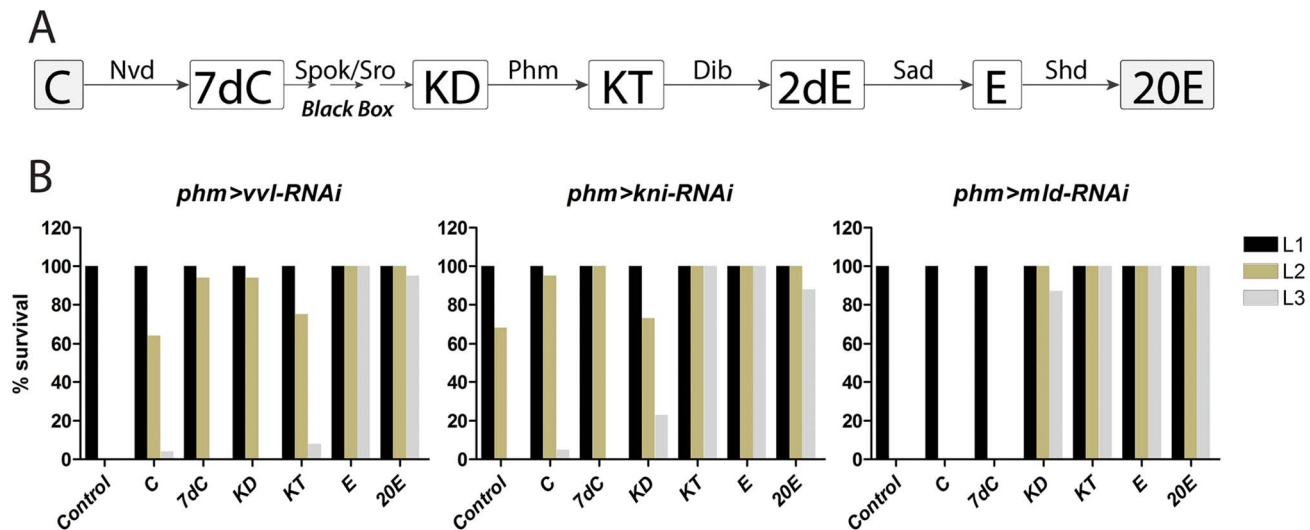 A
C Nvd 7dC Spok/Sro KD Phm KT Dib 2dE Sad E Shd 20E
Black Box
B
phm>vvl-RNAi phm>kni-RNAi phm>mld-RNAi
% survival
120 120 120
100 100 100
80 80 80
60 60 60
40 40 40
20 20 20
0 0 0
Control C 7dC KD KT E 20E Control C 7dC KD KT E 20E Control C 7dC KD KT E 20E
L1
L2
L3